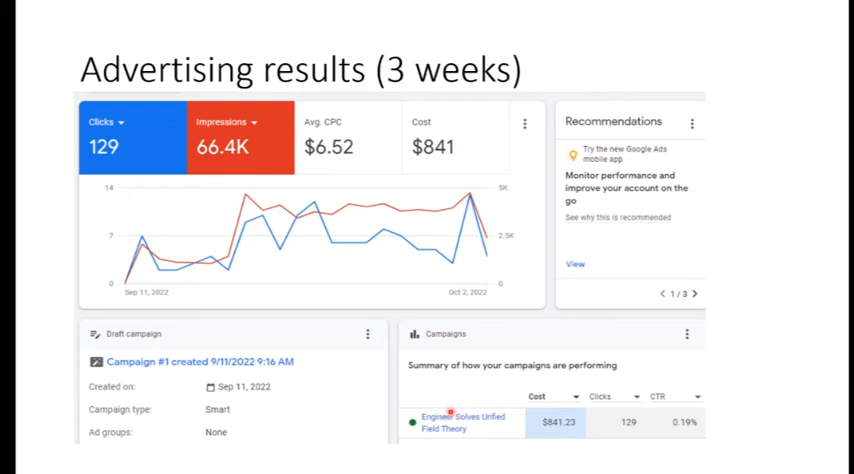 Advertising results (3 weeks)
Clicks
Impressions
Avg. CPC
Cost
129
66.4K
$6.52
$841
14
7
0
5K
2.5K
0
Sep 11, 2022
Oct 2, 2022
Recommendations
Try the new Google Ads
mobile app
Monitor performance and
improve your account on the
go
See why this is recommended
View
1 / 3
Draft campaign
Campaign #1 created 9/11/2022 9:16 AM
Created on:
Sep 11, 2022
Campaign type:
Smart
Ad groups:
None
Campaigns
Summary of how your campaigns are performing
Cost
Clicks
CTR
Engineer Solves Unfied
Field Theory
$841.23
129
0.19%